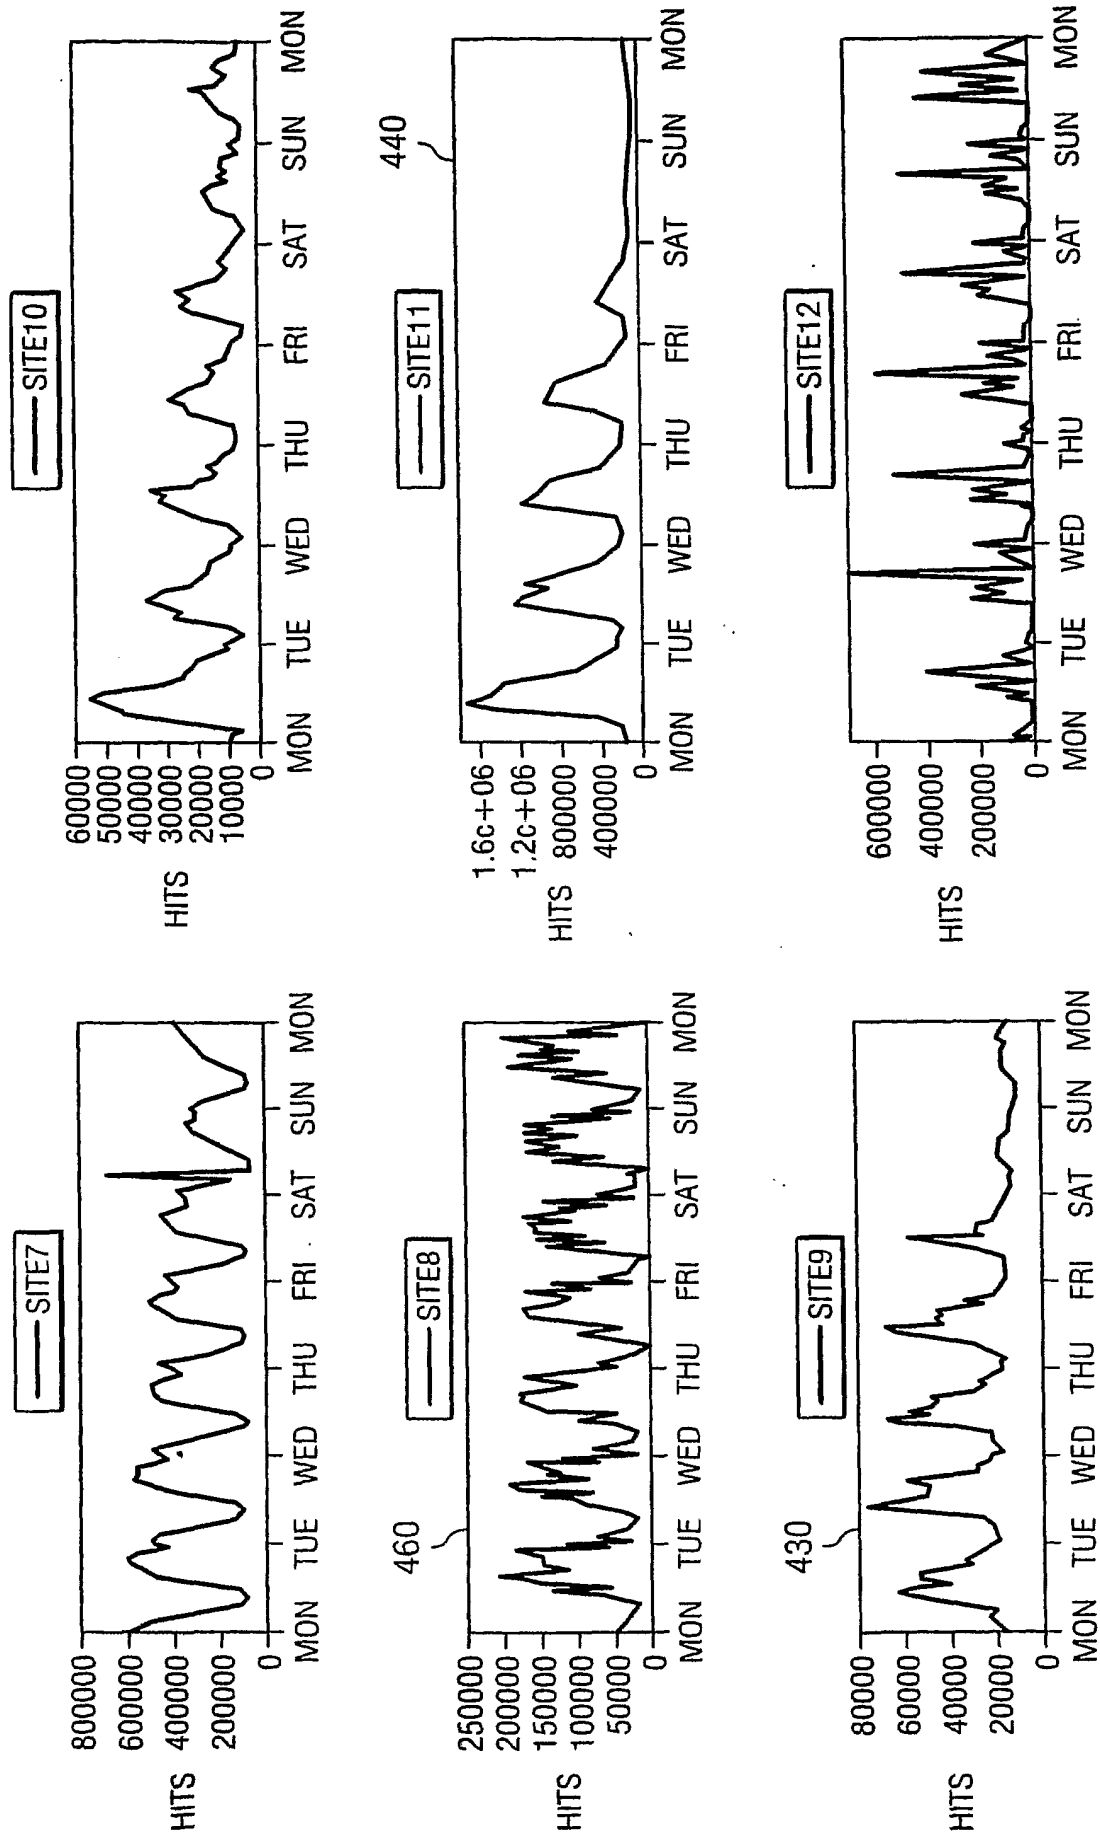 SITE7
HITS
800000
600000
400000
200000
0
MON TUE WED THU FRI SAT SUN MON
SITE10
HITS
60000
50000
40000
30000
20000
10000
0
MON TUE WED THU FRI SAT SUN MON
460
SITE8
HITS
250000
200000
150000
100000
50000
0
MON TUE WED THU FRI SAT SUN MON
440
SITE11
HITS
1.6c+06
1.2c+06
800000
400000
0
MON TUE WED THU FRI SAT SUN MON
430
SITE9
HITS
80000
60000
40000
20000
0
MON TUE WED THU FRI SAT SUN MON
SITE12
HITS
600000
400000
200000
0
MON TUE WED THU FRI SAT SUN MON